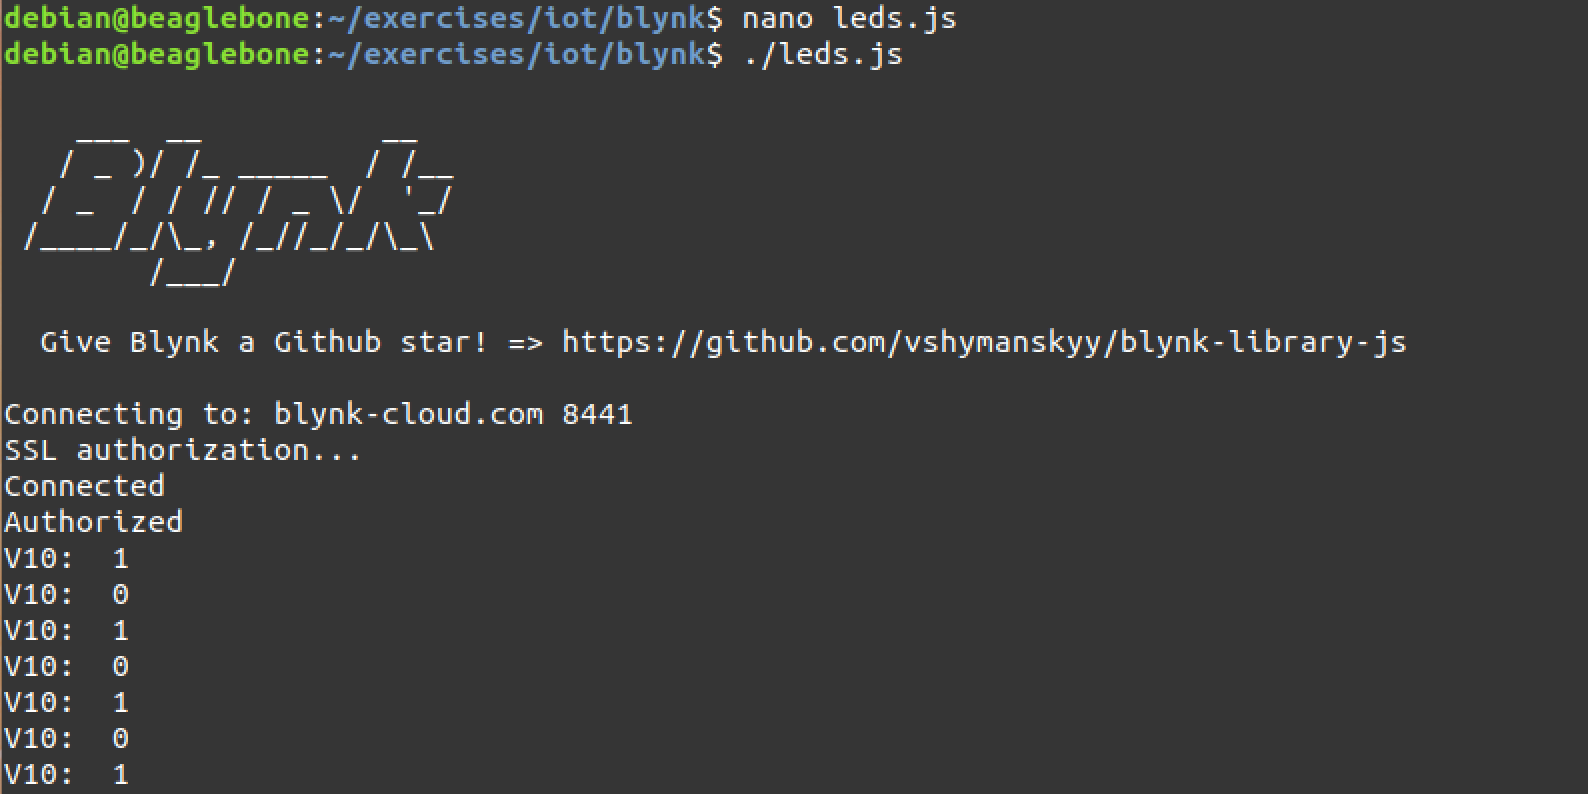 debian@beaglebone:~/exercises/iot/blynk$ nano leds.js
debian@beaglebone:~/exercises/iot/blynk$ ./leds.js
    ___  __          __
   / _ )/ /_ _____  / /__
  / _  / / // / _ \/  '_/
 /____/_/\_, /_//_/_/\_\
        /___/
  Give Blynk a Github star! => https://github.com/vshymanskyy/blynk-library-js
Connecting to: blynk-cloud.com 8441
SSL authorization...
Connected
Authorized
V10:  1
V10:  0
V10:  1
V10:  0
V10:  1
V10:  0
V10:  1